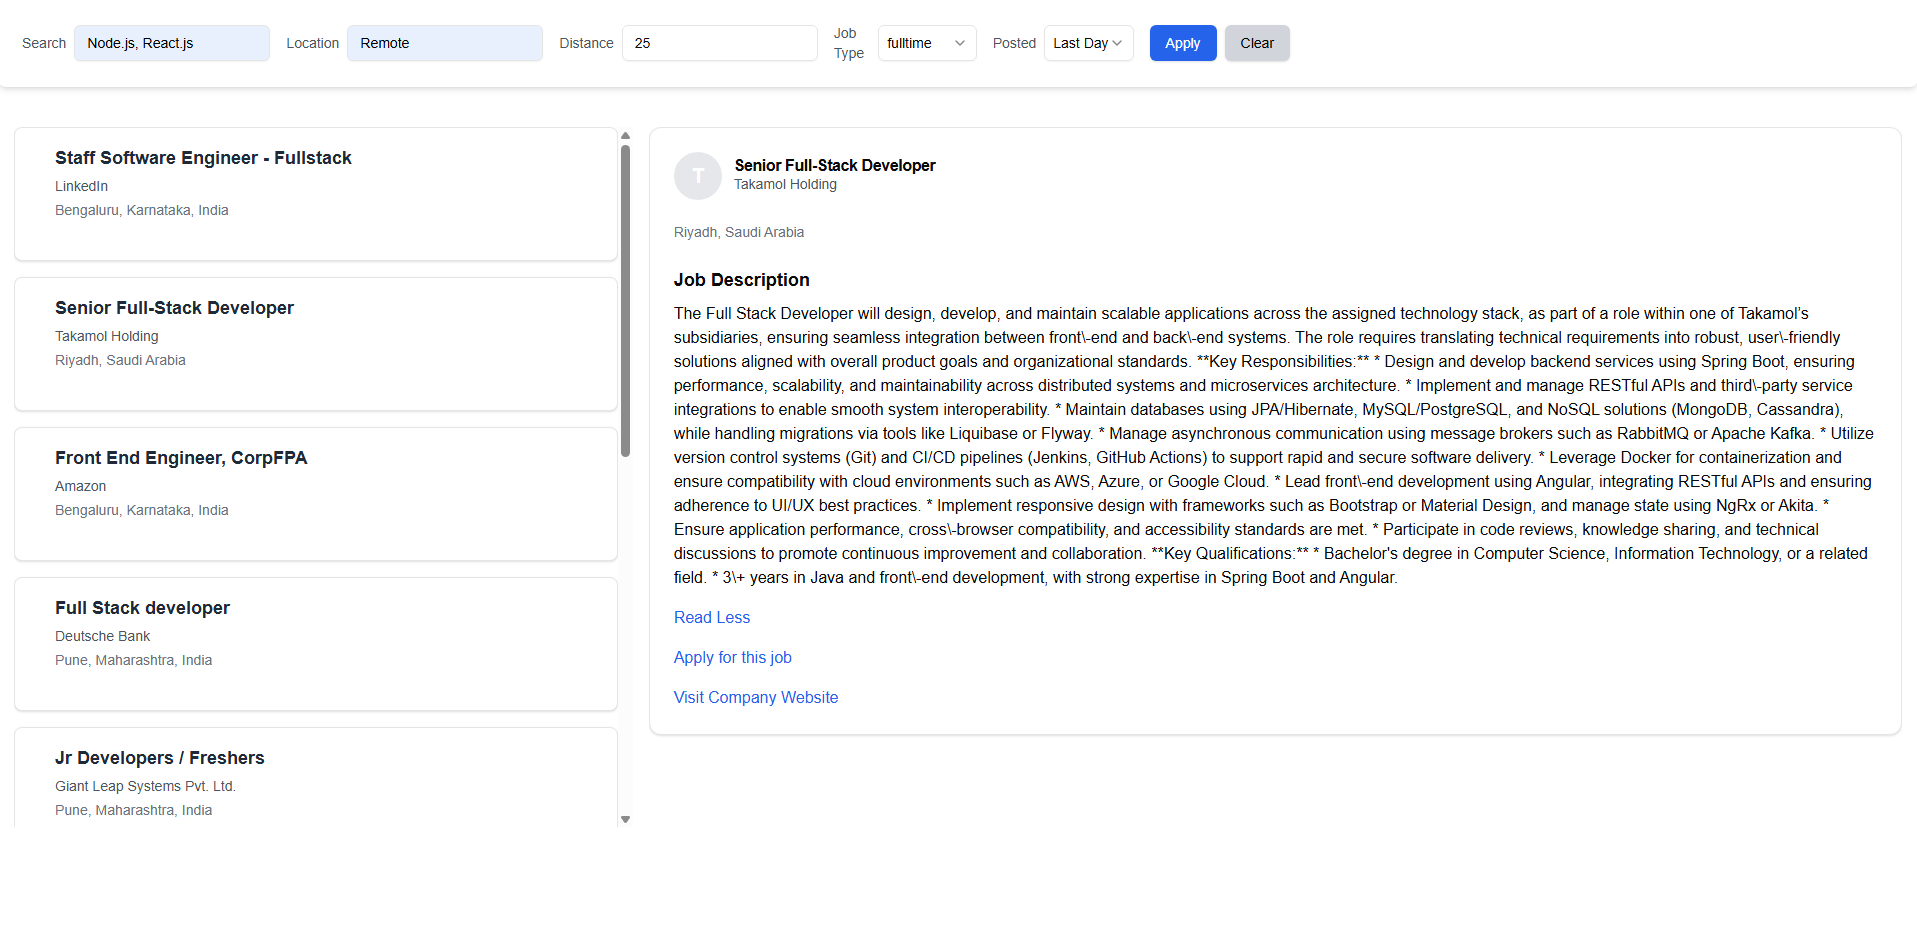 Search Node.js, React.js Location Remote Distance 25 Job Type fulltime Posted Last Day Apply Clear
Staff Software Engineer - Fullstack
LinkedIn
Bengaluru, Karnataka, India
Senior Full-Stack Developer
Takamol Holding
Riyadh, Saudi Arabia
Front End Engineer, CorpFPA
Amazon
Bengaluru, Karnataka, India
Full Stack developer
Deutsche Bank
Pune, Maharashtra, India
Jr Developers / Freshers
Giant Leap Systems Pvt. Ltd.
Pune, Maharashtra, India
T
Senior Full-Stack Developer
Takamol Holding
Riyadh, Saudi Arabia
Job Description
The Full Stack Developer will design, develop, and maintain scalable applications across the assigned technology stack, as part of a role within one of Takamol’s
subsidiaries, ensuring seamless integration between front\-end and back\-end systems. The role requires translating technical requirements into robust, user\-friendly
solutions aligned with overall product goals and organizational standards. **Key Responsibilities:** * Design and develop backend services using Spring Boot, ensuring
performance, scalability, and maintainability across distributed systems and microservices architecture. * Implement and manage RESTful APIs and third\-party service
integrations to enable smooth system interoperability. * Maintain databases using JPA/Hibernate, MySQL/PostgreSQL, and NoSQL solutions (MongoDB, Cassandra),
while handling migrations via tools like Liquibase or Flyway. * Manage asynchronous communication using message brokers such as RabbitMQ or Apache Kafka. * Utilize
version control systems (Git) and CI/CD pipelines (Jenkins, GitHub Actions) to support rapid and secure software delivery. * Leverage Docker for containerization and
ensure compatibility with cloud environments such as AWS, Azure, or Google Cloud. * Lead front\-end development using Angular, integrating RESTful APIs and ensuring
adherence to UI/UX best practices. * Implement responsive design with frameworks such as Bootstrap or Material Design, and manage state using NgRx or Akita. *
Ensure application performance, cross\-browser compatibility, and accessibility standards are met. * Participate in code reviews, knowledge sharing, and technical
discussions to promote continuous improvement and collaboration. **Key Qualifications:** * Bachelor's degree in Computer Science, Information Technology, or a related
field. * 3\+ years in Java and front\-end development, with strong expertise in Spring Boot and Angular.
Read Less
Apply for this job
Visit Company Website